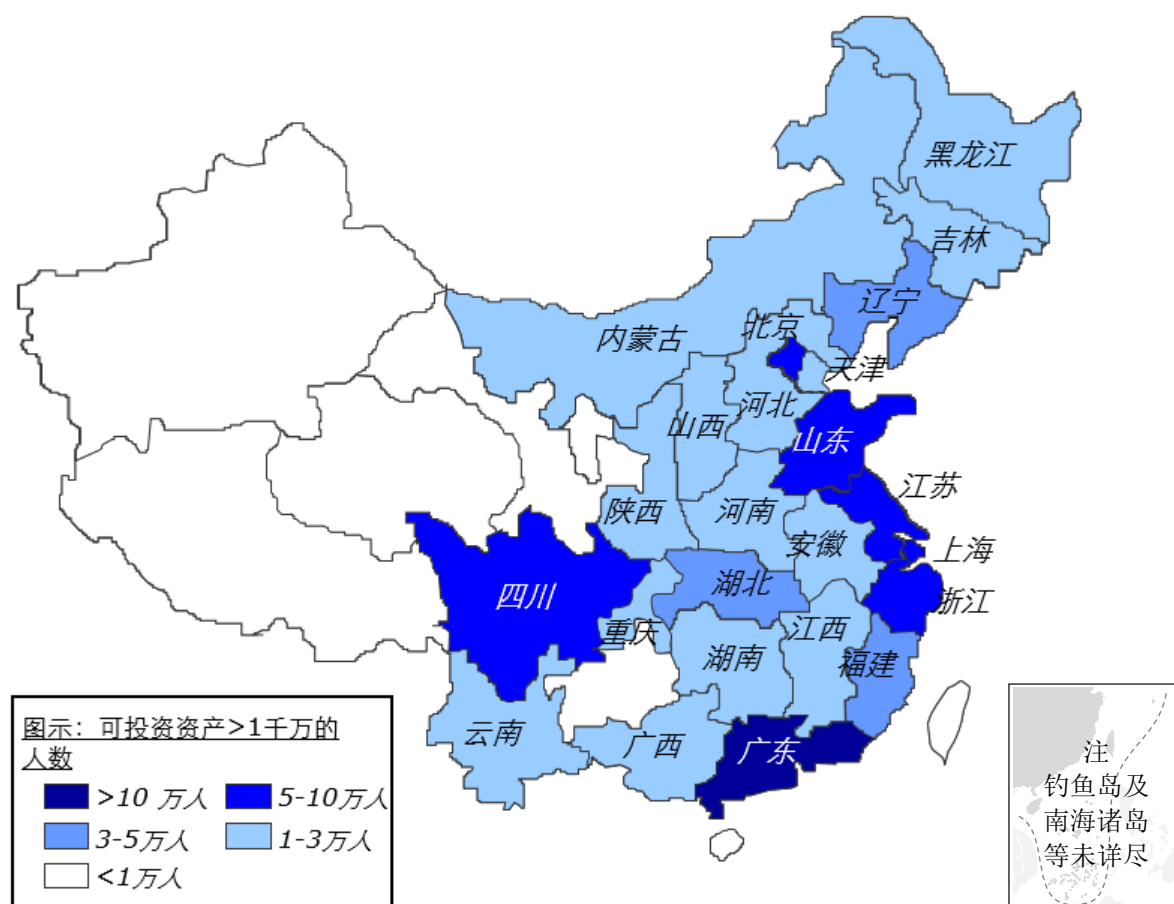 黑龙江
吉林
辽宁
北京
内蒙古
天津
河北
山西
山东
江苏
陕西
河南
安徽
上海
湖北
四川
浙江
重庆
江西
湖南
福建
云南
广西
广东
图示：可投资资产>1千万的
人数
>10 万人
5-10万人
3-5万人
1-3万人
<1万人
注
钓鱼岛及
南海诸岛
等未详尽